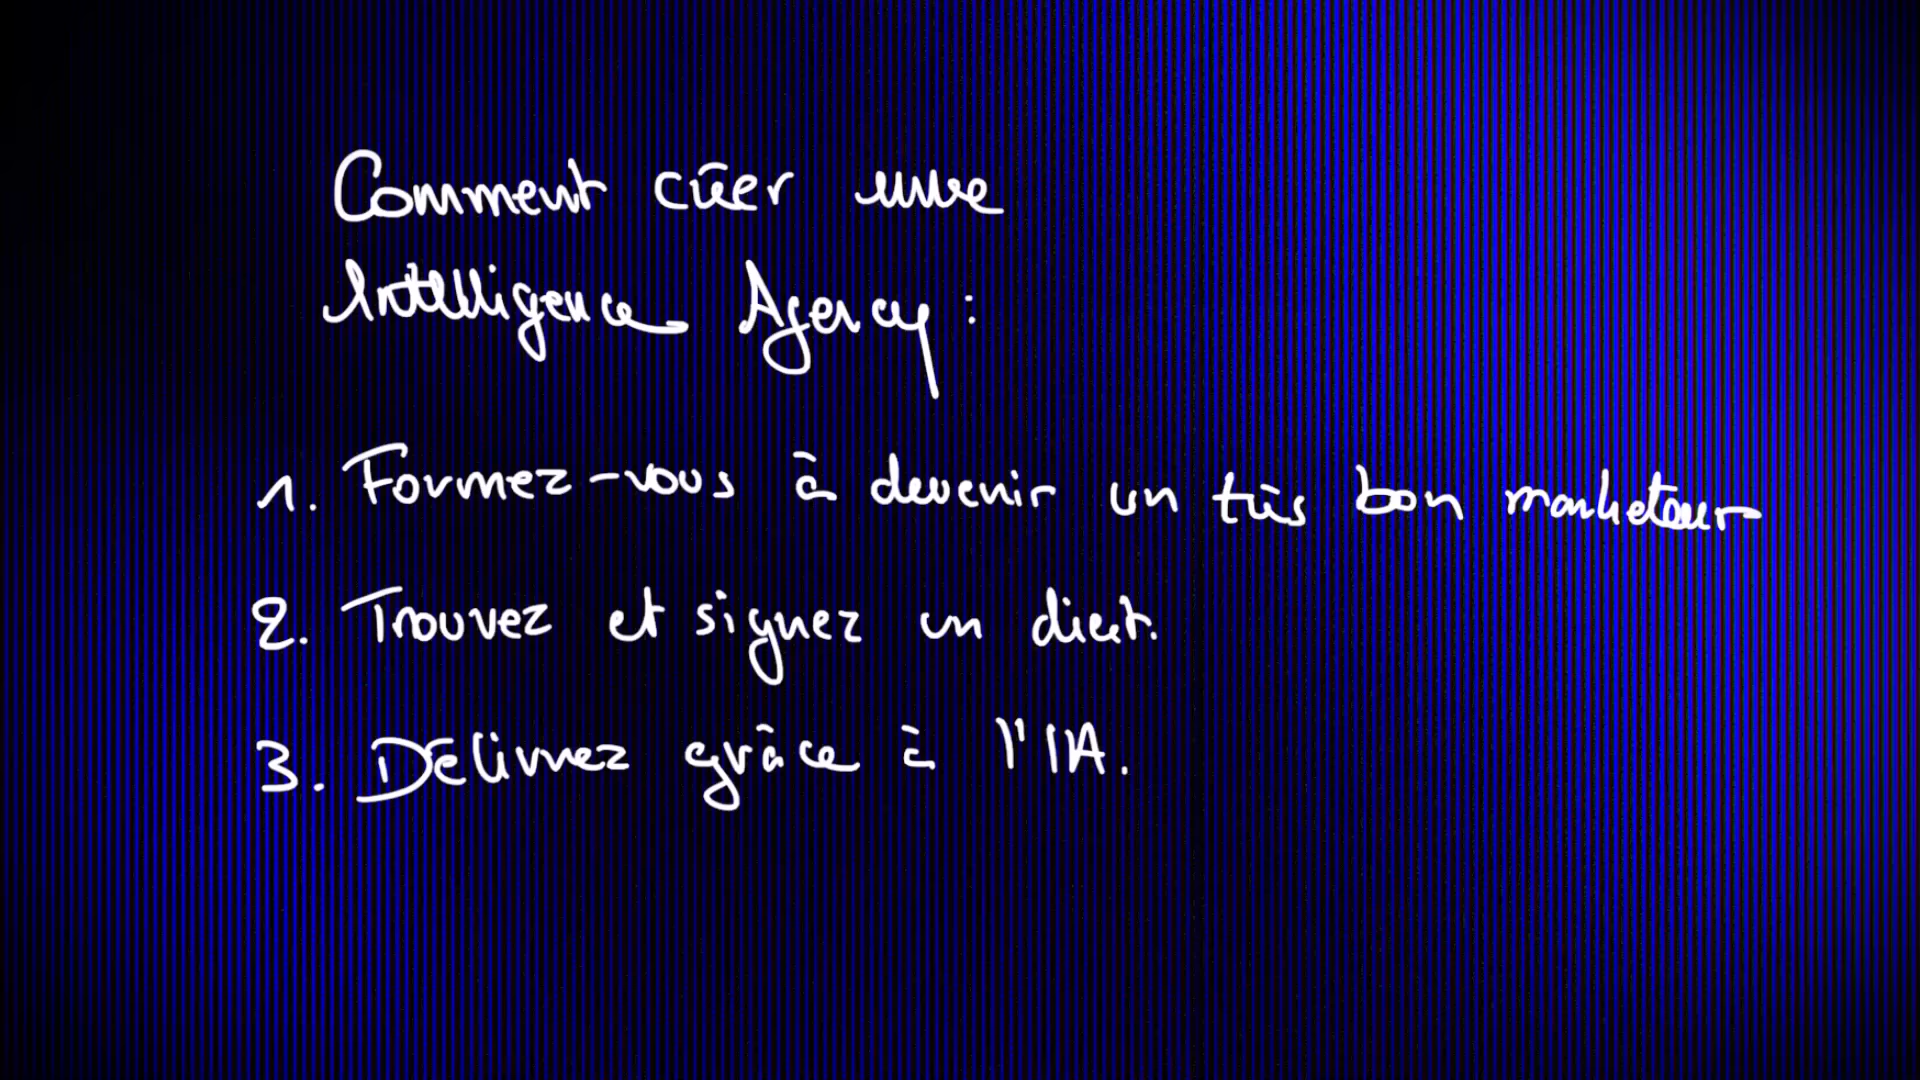 Comment créer une
Intelligence Agency :
1. Formez-vous à devenir un très bon marketeur
2. Trouvez et signez un client.
3. Délivrez grâce à l'IA.